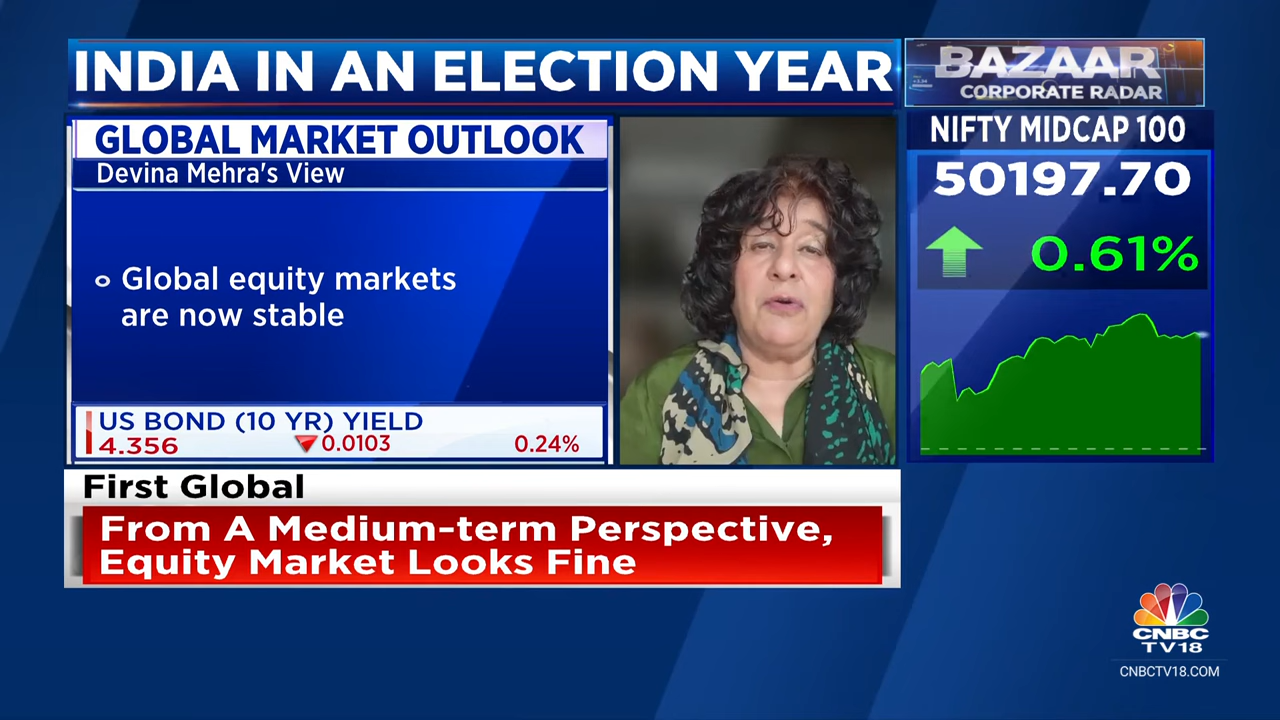 INDIA IN AN ELECTION YEAR
BAZAAR
CORPORATE RADAR
GLOBAL MARKET OUTLOOK
Devina Mehra's View
Global equity markets
are now stable
US BOND (10 YR) YIELD
4.356 0.0103 0.24%
NIFTY MIDCAP 100
50197.70
0.61%
First Global
From A Medium-term Perspective,
Equity Market Looks Fine
CNBC
TV18
CNBCTV18.COM